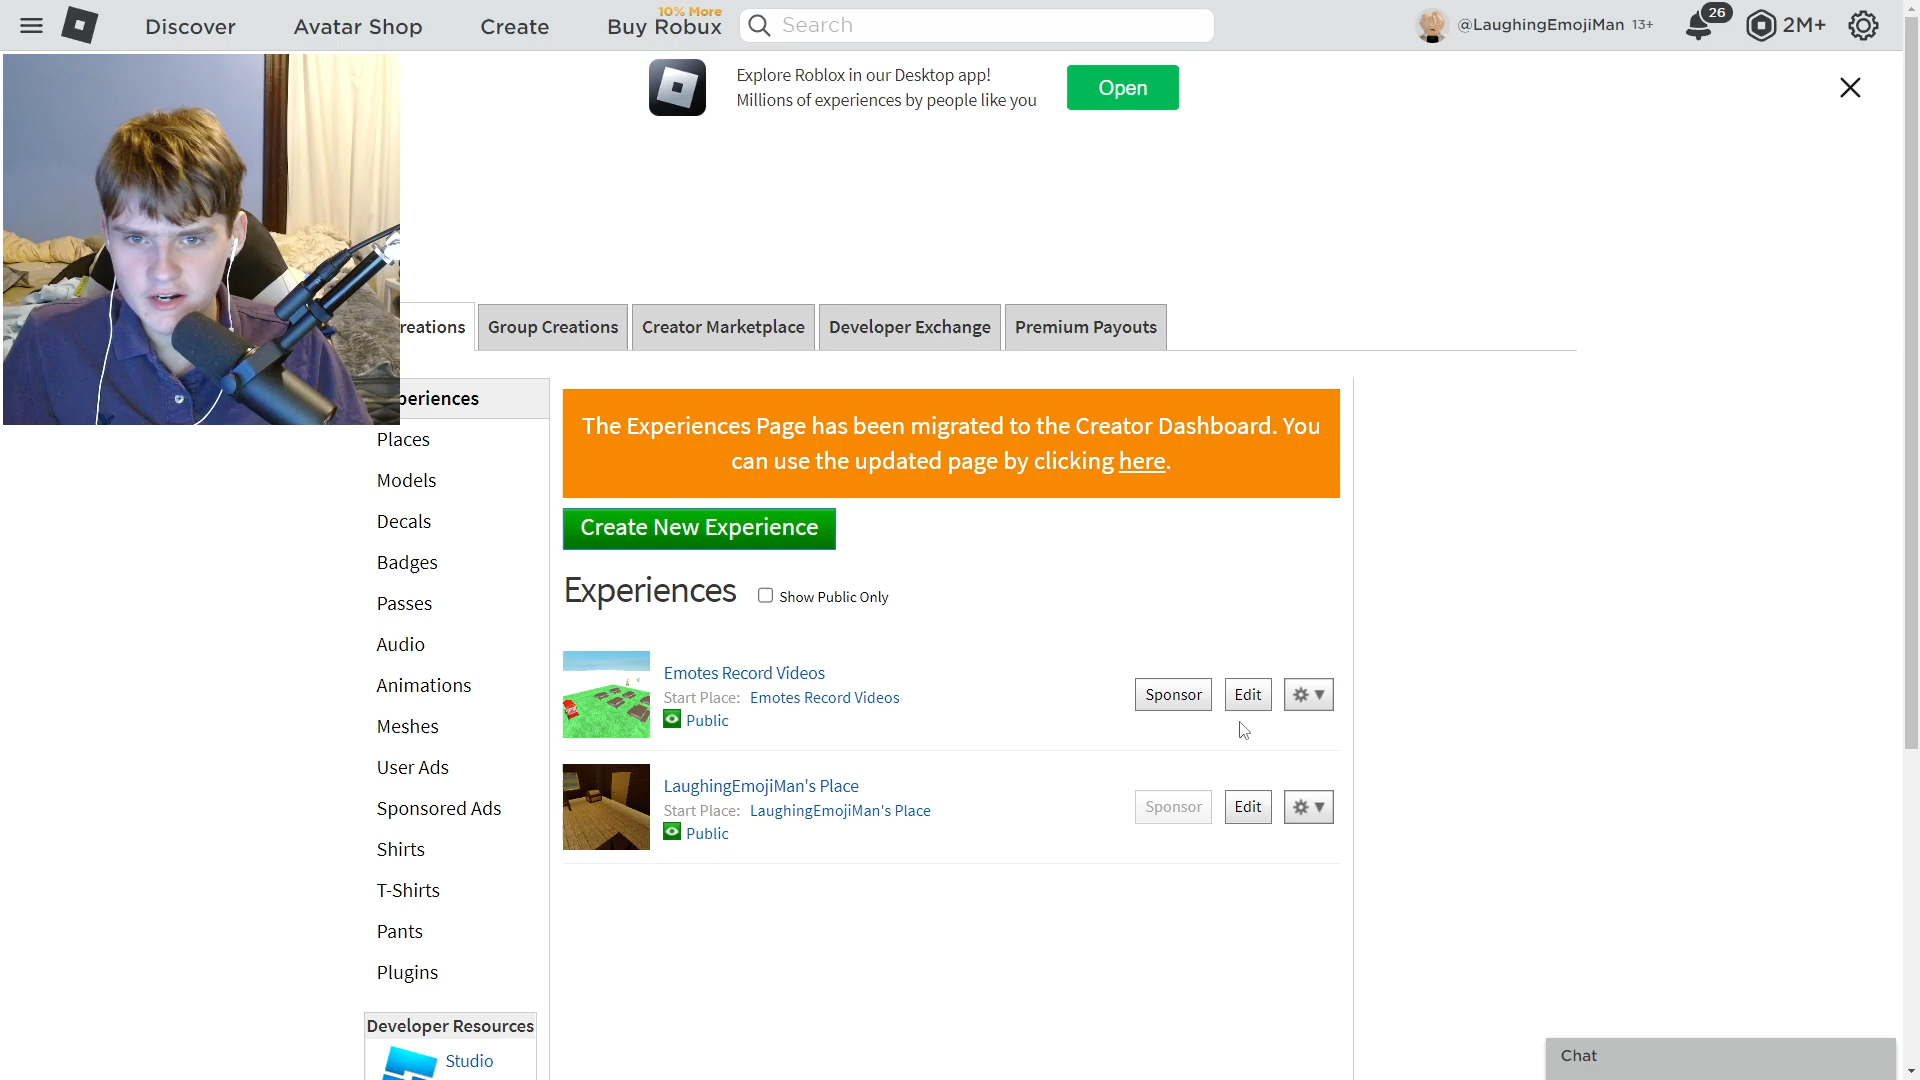 Discover
Avatar Shop
Create
10% More
Buy Robux
Search
@LaughingEmojiMan 13+
26
2M+
Explore Roblox in our Desktop app!
Millions of experiences by people like you
Open
reations
Group Creations
Creator Marketplace
Developer Exchange
Premium Payouts
periences
Places
Models
Decals
Badges
Passes
Audio
Animations
Meshes
User Ads
Sponsored Ads
Shirts
T-Shirts
Pants
Plugins
Developer Resources
Studio
The Experiences Page has been migrated to the Creator Dashboard. You
can use the updated page by clicking here.
Create New Experience
Experiences
Show Public Only
Emotes Record Videos
Start Place: Emotes Record Videos
Public
Sponsor
Edit
LaughingEmojiMan's Place
Start Place: LaughingEmojiMan's Place
Public
Sponsor
Edit
Chat